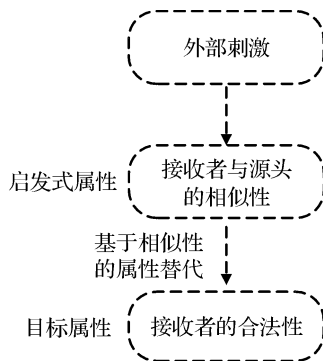 外部刺激
启发式属性
接收者与源头
的相似性
基于相似性
的属性替代
目标属性
接收者的合法性